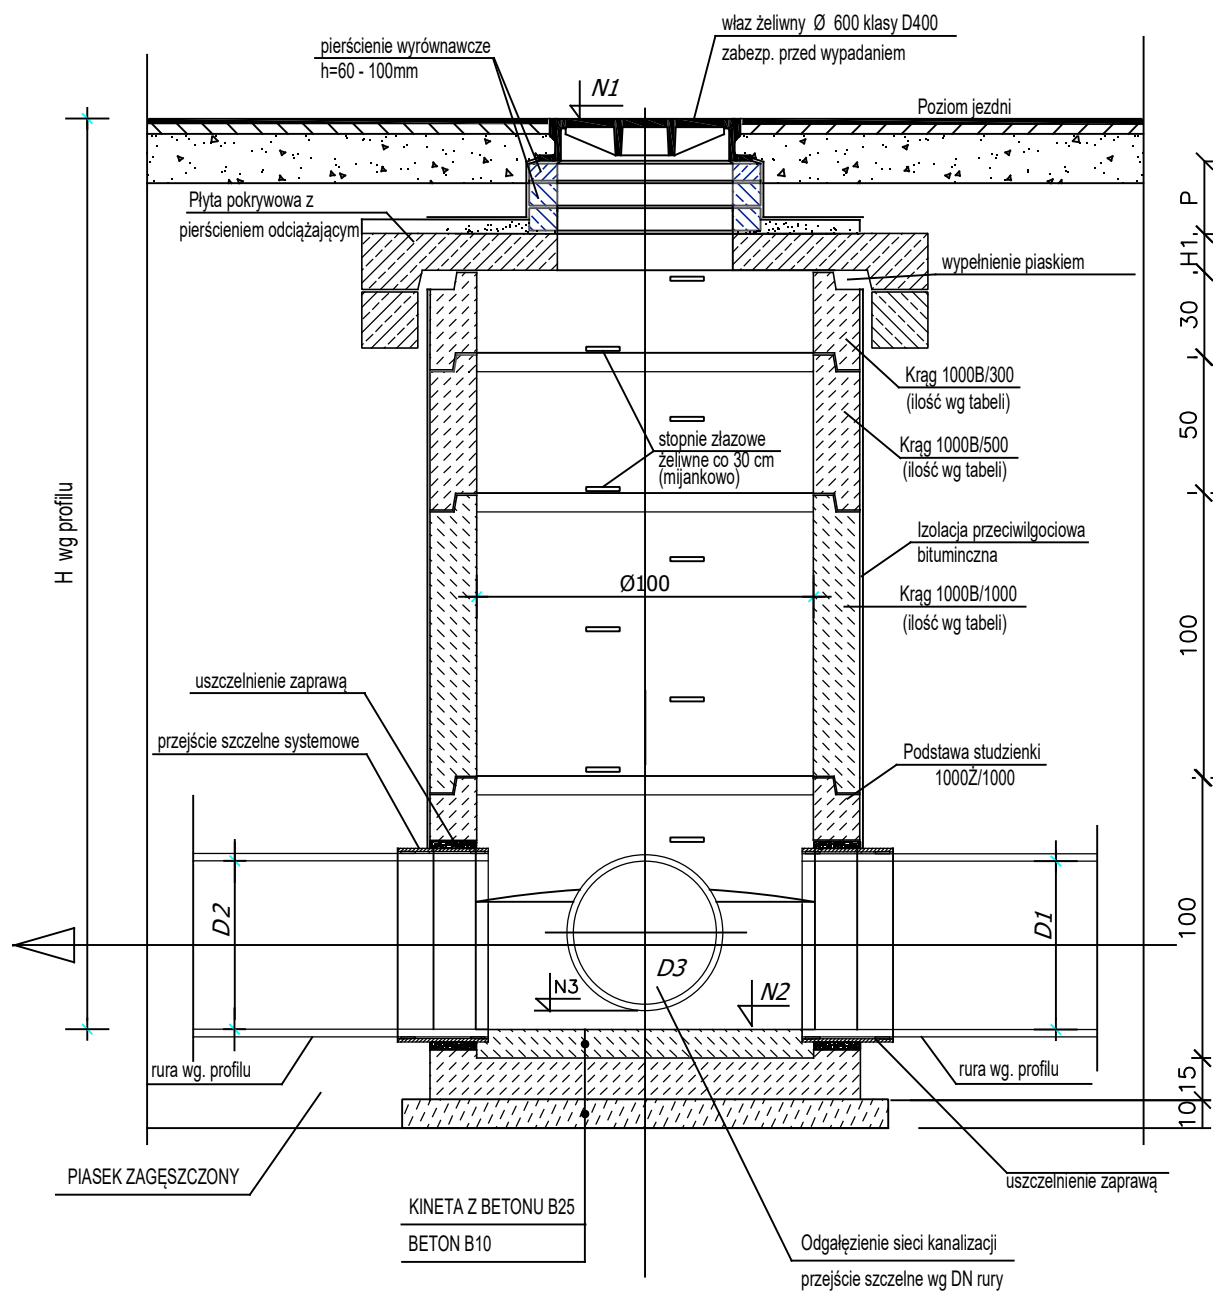 właz żeliwny Ø 600 klasy D400
zabezp. przed wypadaniem
pierścienie wyrównawcze
h=60 - 100mm
N1
Poziom jezdni
Płyta pokrywowa z
pierścieniem odciążającym
P
H1
wypełnienie piaskiem
30
Krąg 1000B/300
(ilość wg tabeli)
50
Krąg 1000B/500
(ilość wg tabeli)
stopnie złazowe
żeliwne co 30 cm
(mijankowo)
H wg profilu
Izolacja przeciwilgociowa
bitumiczna
Ø100
Krąg 1000B/1000
(ilość wg tabeli)
100
uszczelnienie zaprawą
przejście szczelne systemowe
Podstawa studzienki
1000Ż/1000
D2
D1
100
D3
N3
N2
rura wg. profilu
rura wg. profilu
15
10
PIASEK ZAGĘSZCZONY
uszczelnienie zaprawą
KINETA Z BETONU B25
BETON B10
Odgałęzienie sieci kanalizacji
przejście szczelne wg DN rury